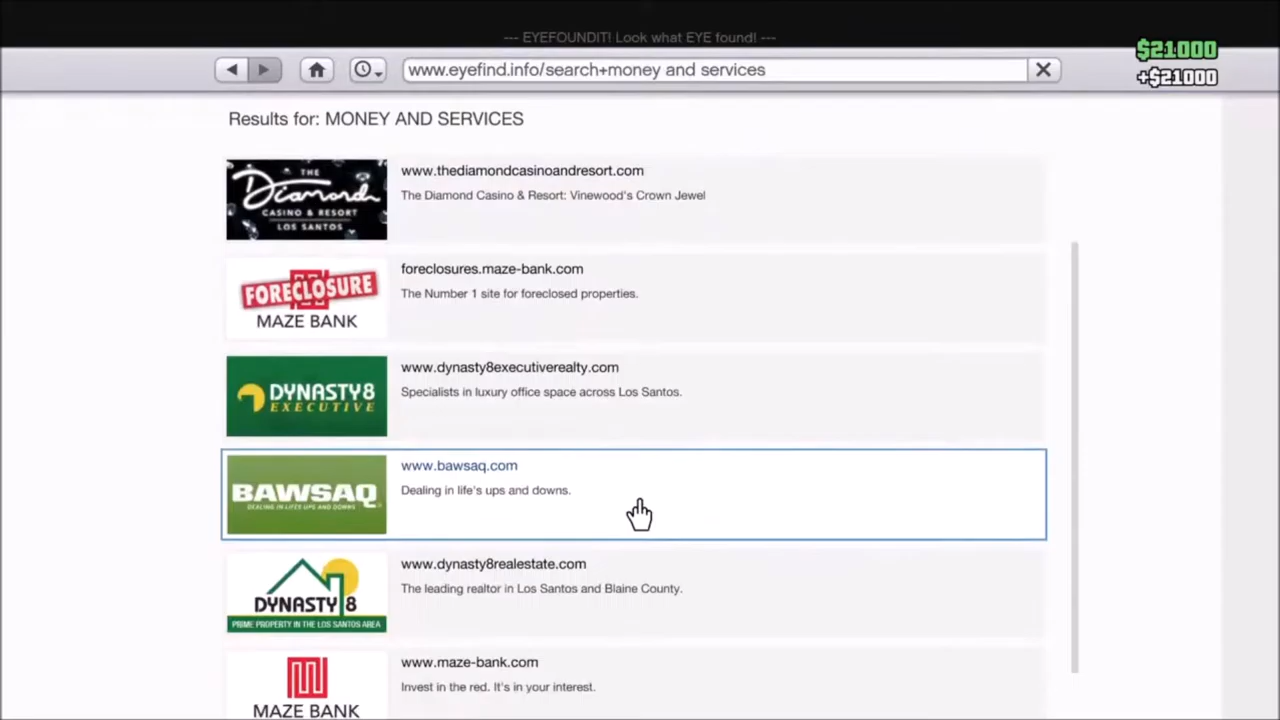 --- EYEFOUNDIT! Look what EYE found! ---
$21000
www.eyefind.info/search+money and services
+$21000
Results for: MONEY AND SERVICES
THE
Diamond
CASINO & RESORT
LOS SANTOS
www.thediamondcasinoandresort.com
The Diamond Casino & Resort: Vinewood's Crown Jewel
FORECLOSURE
MAZE BANK
foreclosures.maze-bank.com
The Number 1 site for foreclosed properties.
DYNASTY8
EXECUTIVE
www.dynasty8executiverealty.com
Specialists in luxury office space across Los Santos.
BAWSAQ
DEALING IN LIFE'S UPS AND DOWNS
www.bawsaq.com
Dealing in life's ups and downs.
DYNASTY 8
PRIME PROPERTY IN THE LOS SANTOS AREA
www.dynasty8realestate.com
The leading realtor in Los Santos and Blaine County.
MAZE BANK
www.maze-bank.com
Invest in the red. It's in your interest.